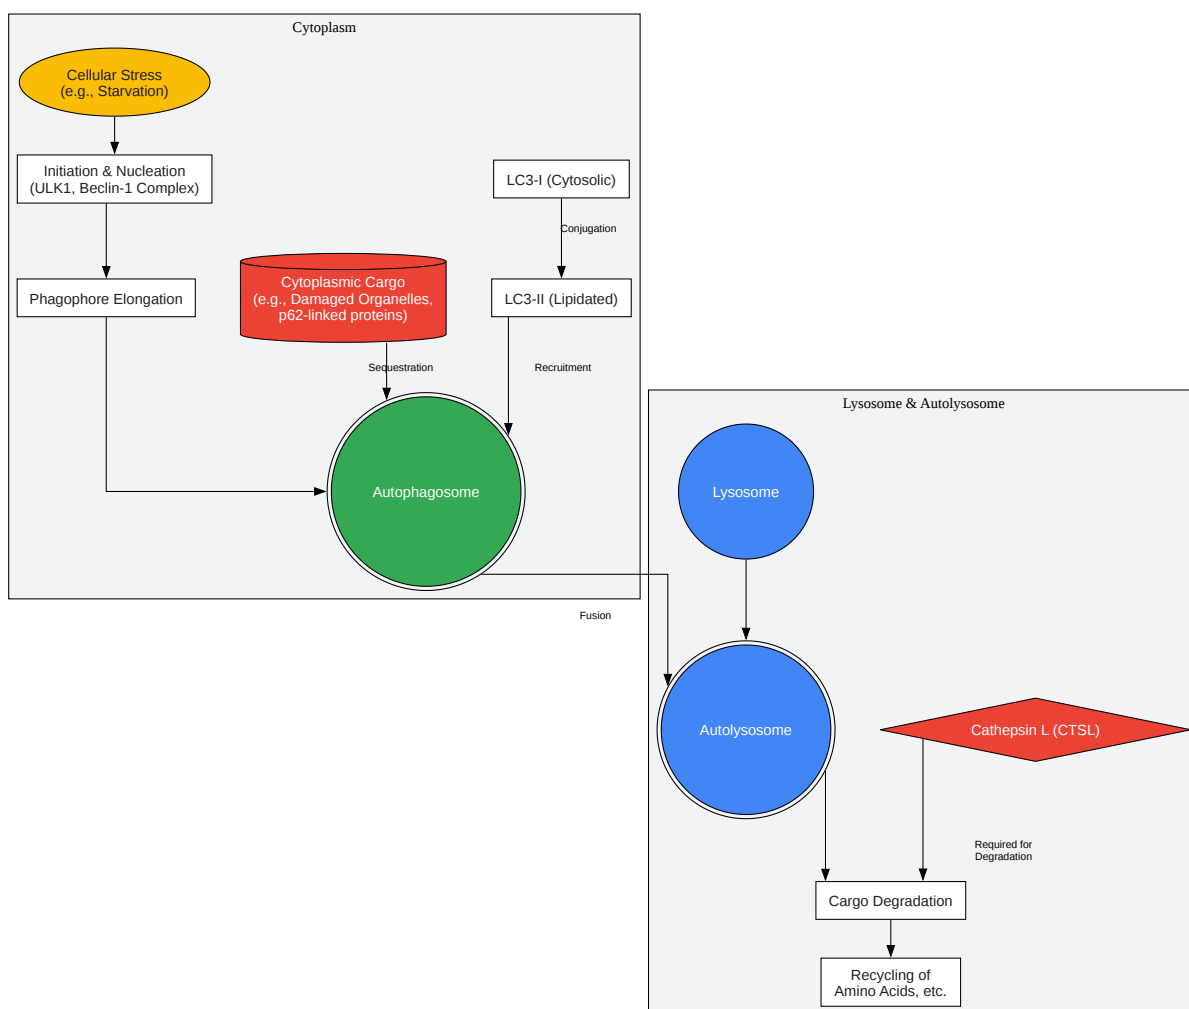 Cytoplasm
Cellular Stress
(e.g., Starvation)
Initiation & Nucleation
(ULK1, Beclin-1 Complex)
LC3-I (Cytosolic)
Conjugation
Phagophore Elongation
Cytoplasmic Cargo
(e.g., Damaged Organelles,
p62-linked proteins)
LC3-II (Lipidated)
Sequestration
Recruitment
Autophagosome
Fusion
Lysosome & Autolysosome
Lysosome
Autolysosome
Cathepsin L (CTSL)
Required for
Degradation
Cargo Degradation
Recycling of
Amino Acids, etc.